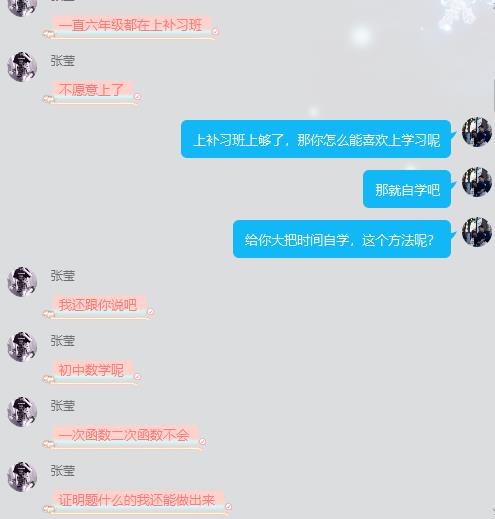 一直六年级都在上补习班
张莹
不愿意上了
上补习班上够了，那你怎么能喜欢上学习呢
那就自学吧
给你大把时间自学，这个方法呢？
张莹
我还跟你说吧
张莹
初中数学呢
张莹
一次函数二次函数不会
张莹
证明题什么的我还能做出来